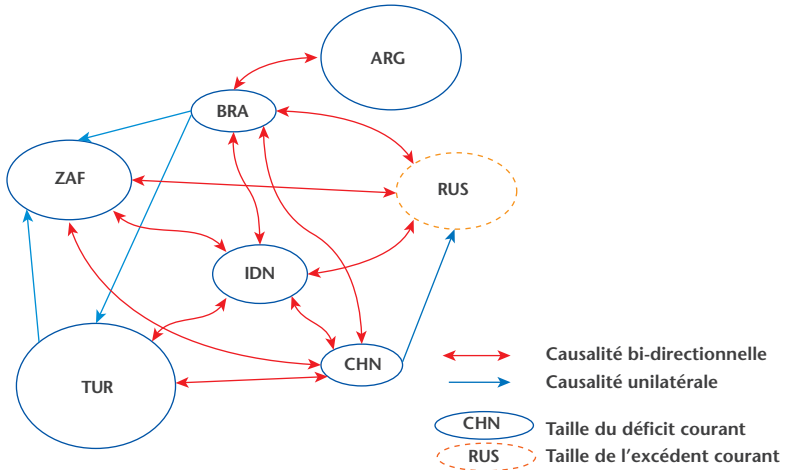 ARG
BRA
ZAF
RUS
IDN
CHN
TUR
Causalité bi-directionnelle
Causalité unilatérale
CHN Taille du déficit courant
RUS Taille de l'excédent courant